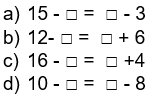 a) 15 - □ = □ - 3
b) 12- □ = □ + 6
c) 16 - □ = □ +4
d) 10 - □ = □ - 8